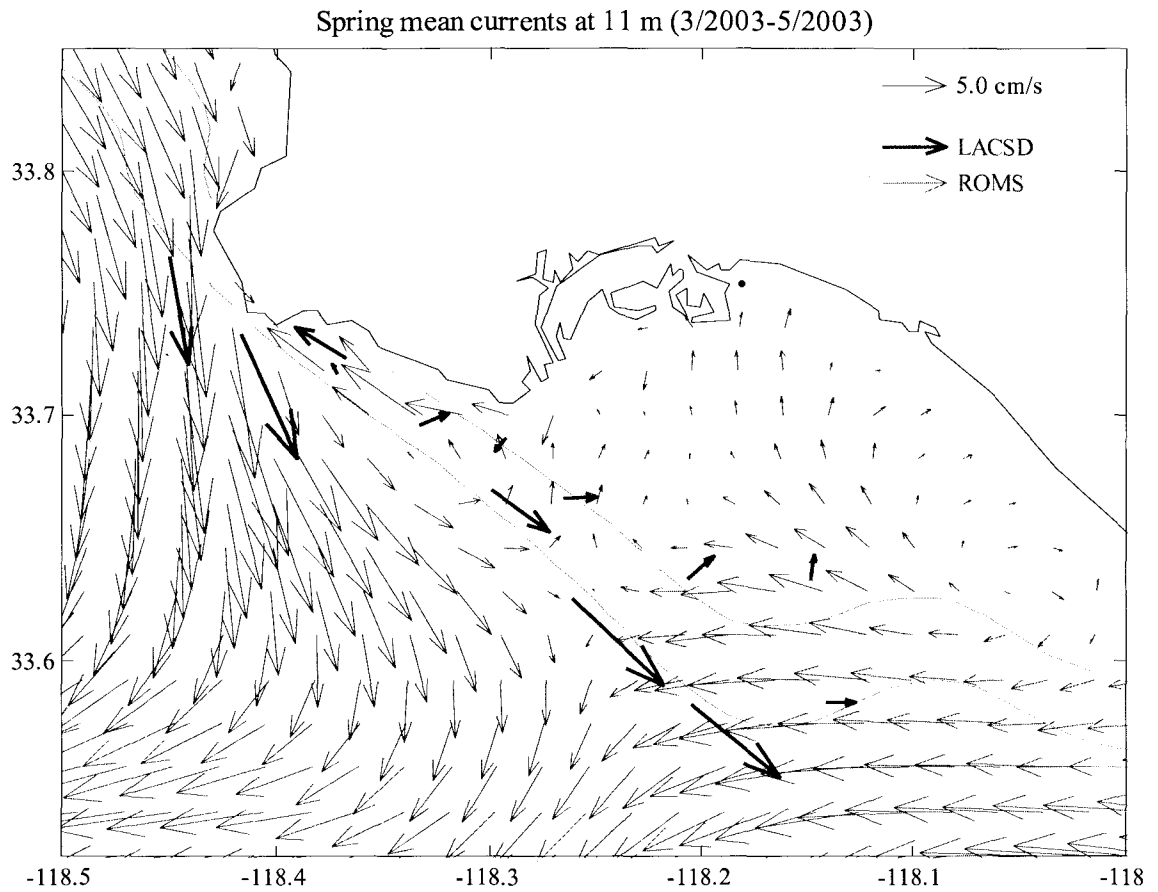 Spring mean currents at 11 m (3/2003-5/2003)
5.0 cm/s
LACSD
ROMS
33.8
33.7
33.6
-118.5
-118.4
-118.3
-118.2
-118.1
-118